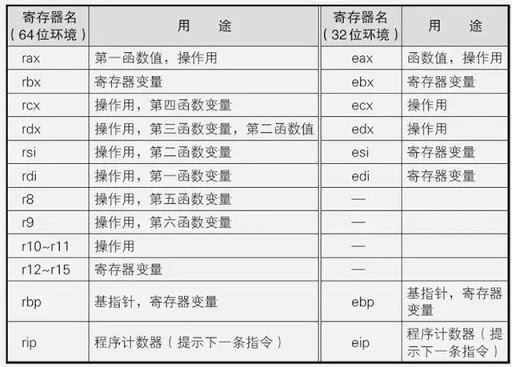 寄存器名 用 途 寄存器名 用 途
(64位环境) (32位环境)
rax 第一函数值，操作用 eax 函数值，操作用
rbx 寄存器变量 ebx 寄存器变量
rcx 操作用，第四函数变量 ecx 操作用
rdx 操作用，第三函数变量，第二函数值 edx 操作用
rsi 操作用，第二函数变量 esi 寄存器变量
rdi 操作用，第一函数变量 edi 寄存器变量
r8 操作用，第五函数变量 —
r9 操作用，第六函数变量 —
r10~r11 操作用 —
r12~r15 寄存器变量 —
rbp 基指针，寄存器变量 ebp 基指针，寄存器
变量
rip 程序计数器（提示下一条指令） eip 程序计数器（提
示下一条指令）